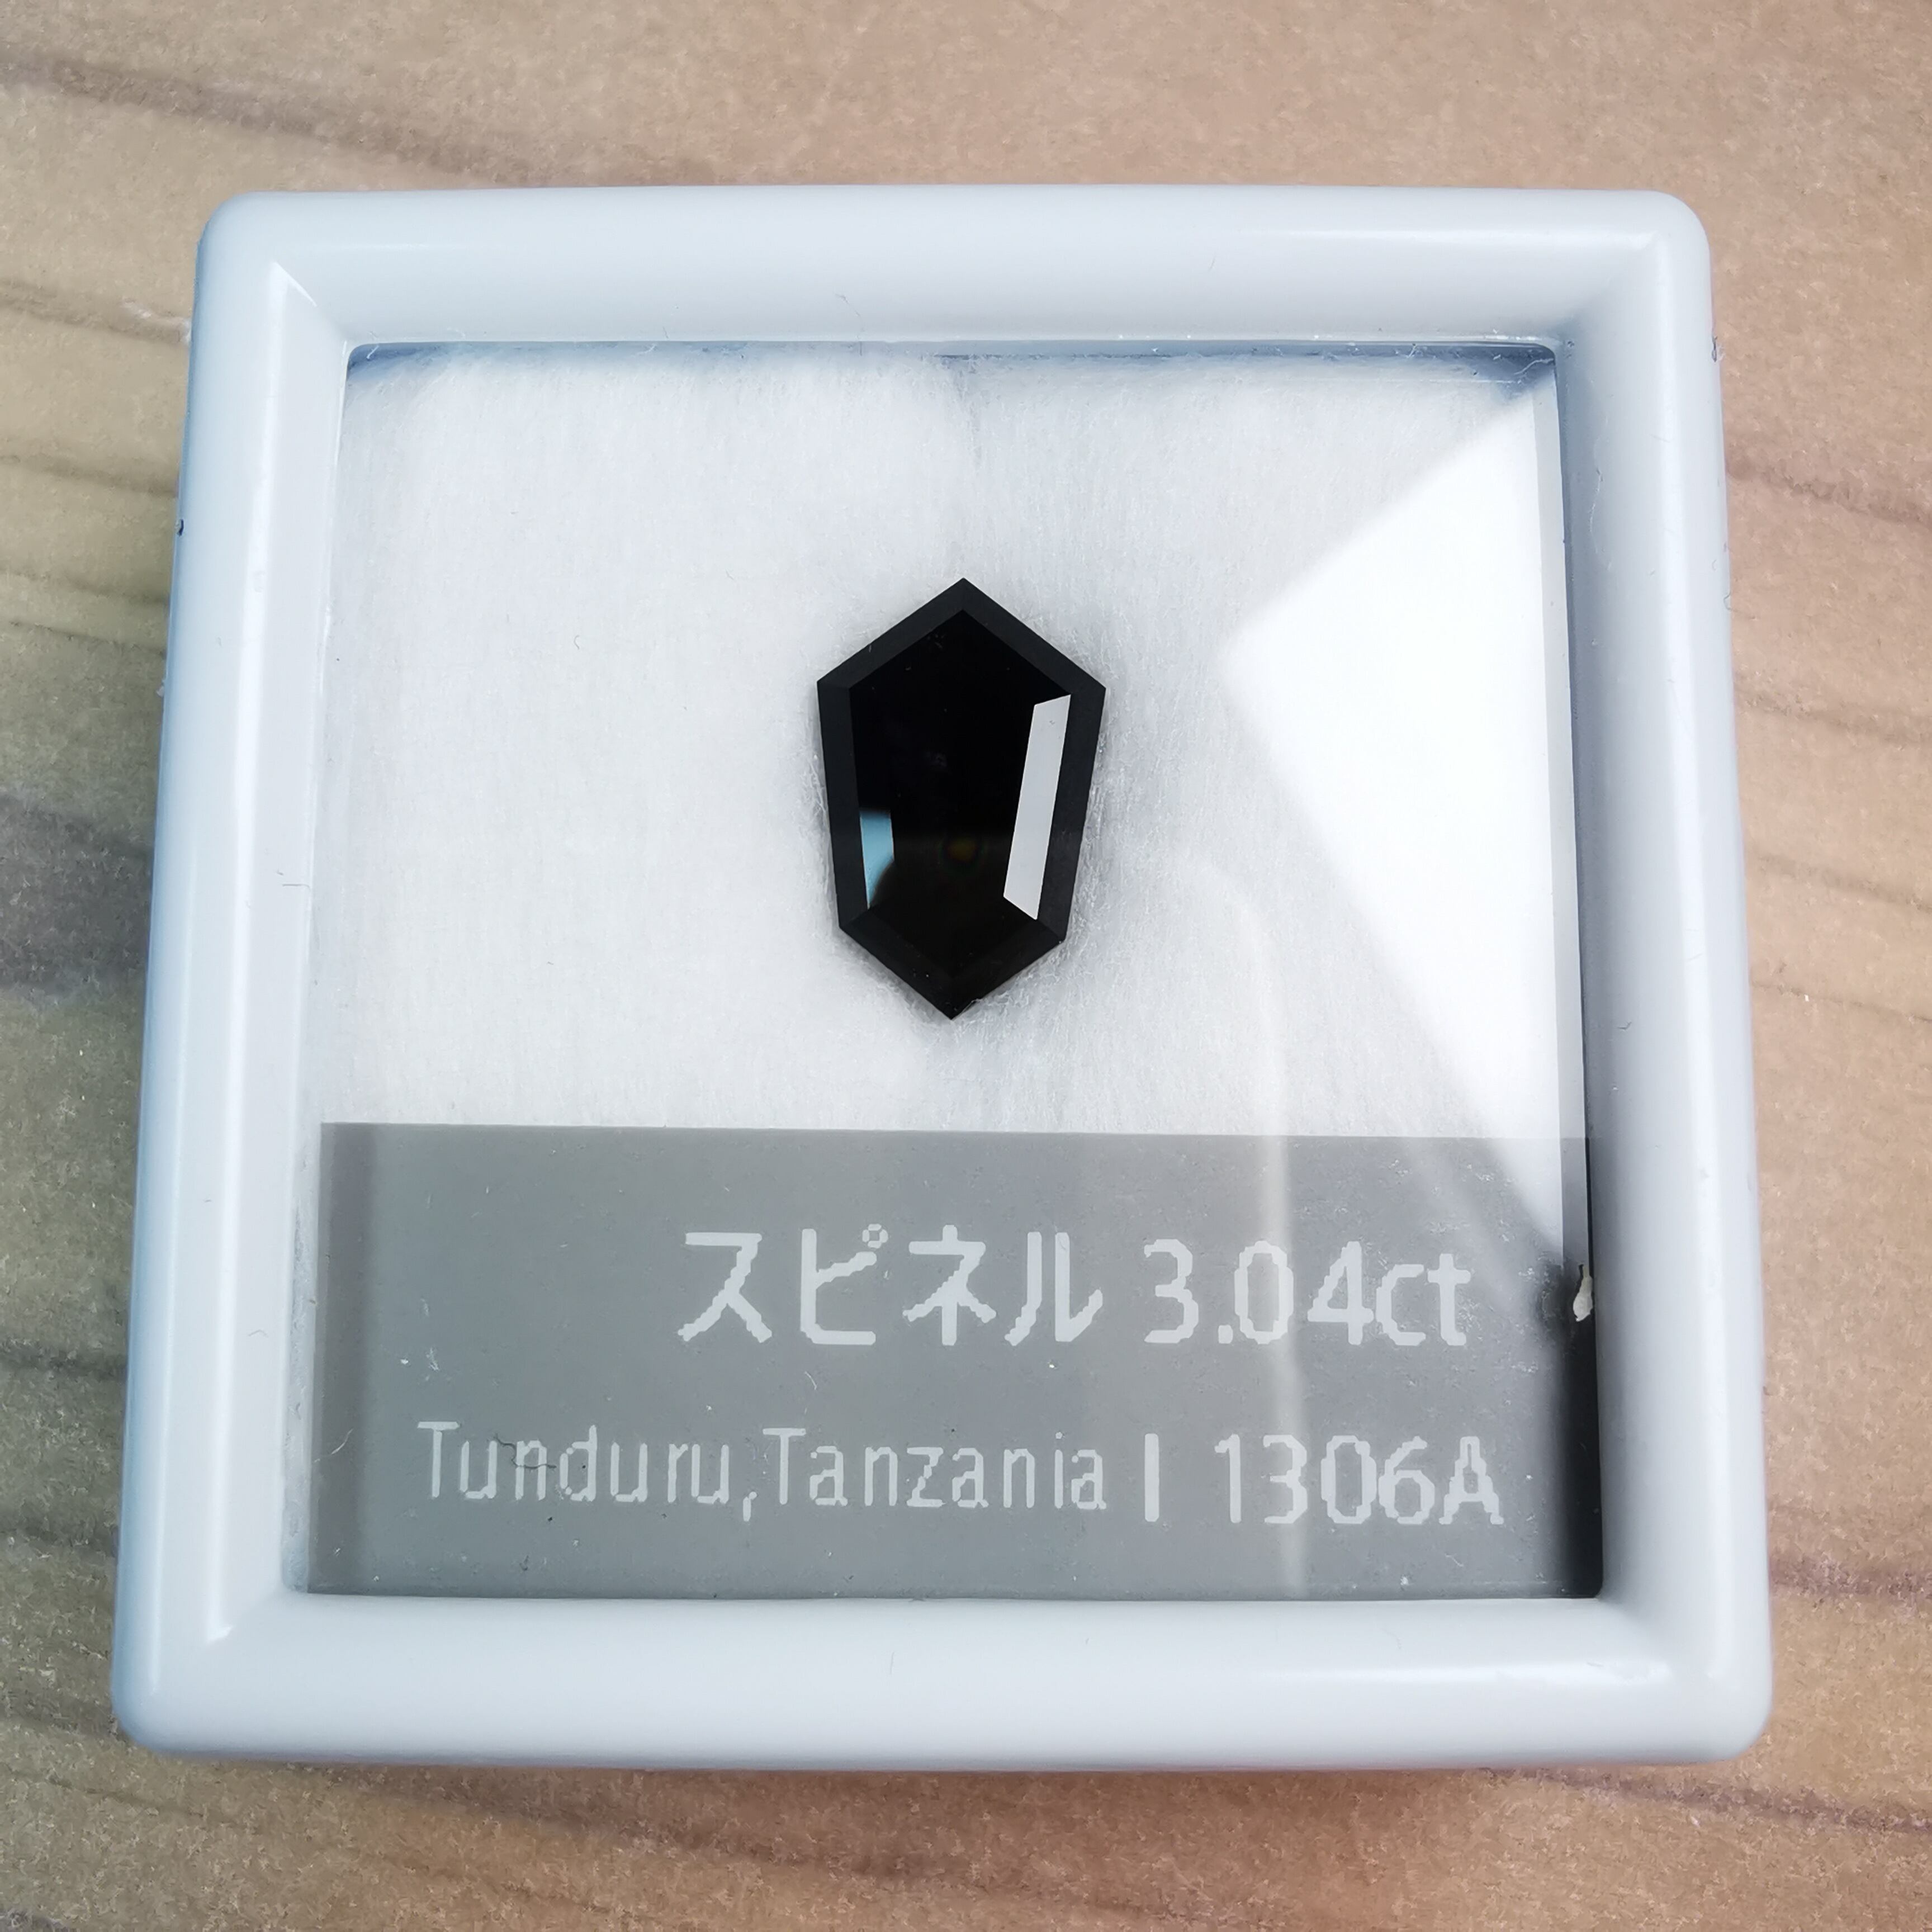 スピネル 3.04ct
Tunduru,Tanzania | 1306A